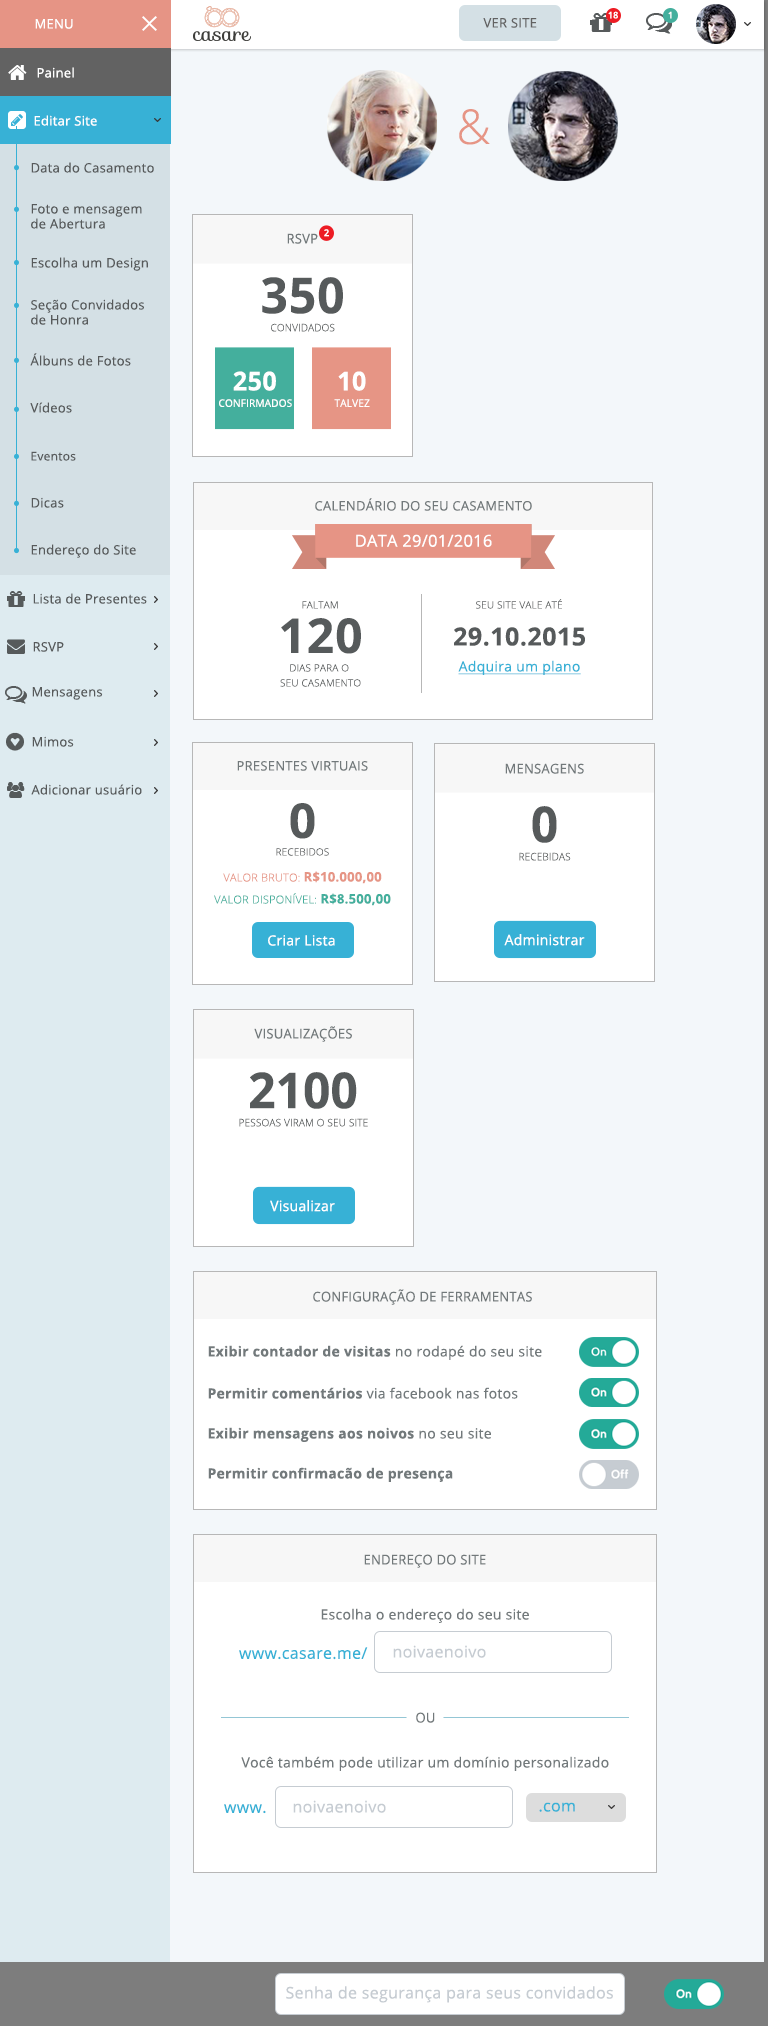 MENU
casare
VER SITE
18
1
Painel
Editar Site
Data do Casamento
Foto e mensagem
de Abertura
Escolha um Design
Seção Convidados
de Honra
Álbuns de Fotos
Vídeos
Eventos
Dicas
Endereço do Site
Lista de Presentes
RSVP
Mensagens
Mimos
Adicionar usuário
&
RSVP 2
350
CONVIDADOS
250
CONFIRMADOS
10
TALVEZ
CALENDÁRIO DO SEU CASAMENTO
DATA 29/01/2016
FALTAM
120
DIAS PARA O
SEU CASAMENTO
SEU SITE VALE ATÉ
29.10.2015
Adquira um plano
PRESENTES VIRTUAIS
0
RECEBIDOS
VALOR BRUTO: R$10.000,00
VALOR DISPONÍVEL: R$8.500,00
Criar Lista
MENSAGENS
0
RECEBIDAS
Administrar
VISUALIZAÇÕES
2100
PESSOAS VIRAM O SEU SITE
Visualizar
CONFIGURAÇÃO DE FERRAMENTAS
Exibir contador de visitas no rodapé do seu site On
Permitir comentários via facebook nas fotos On
Exibir mensagens aos noivos no seu site On
Permitir confirmacão de presença Off
ENDEREÇO DO SITE
Escolha o endereço do seu site
www.casare.me/ noivaenoivo
OU
Você também pode utilizar um domínio personalizado
www. noivaenoivo .com
Senha de segurança para seus convidados On